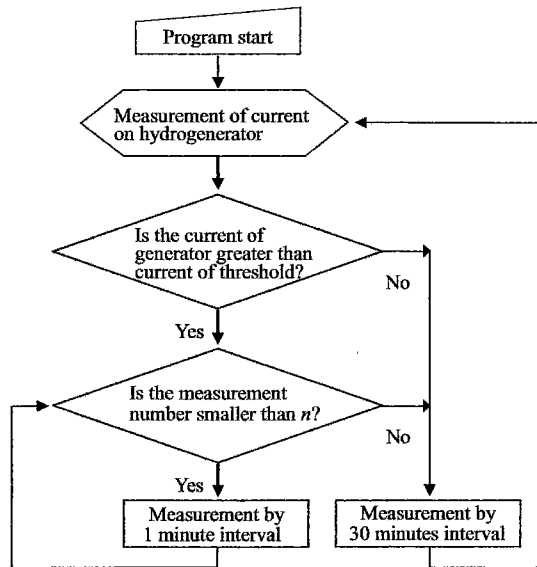 Program start
Measurement of current
on hydrogenerator
Is the current of
generator greater than
current of threshold?
No
Yes
Is the measurement
number smaller than n?
No
Yes
Measurement by
1 minute interval
Measurement by
30 minutes interval